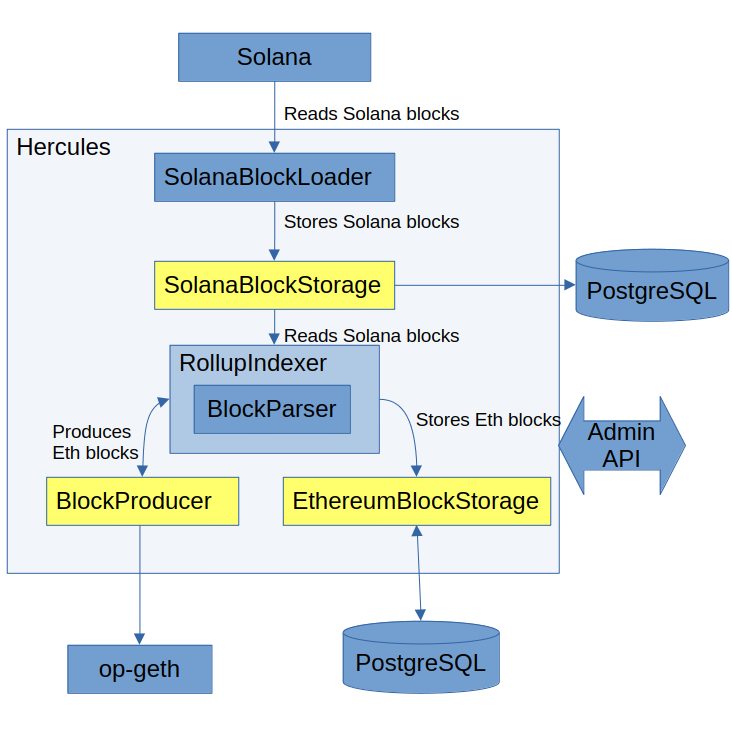 Solana
Reads Solana blocks
Hercules
SolanaBlockLoader
Stores Solana blocks
SolanaBlockStorage
PostgreSQL
Reads Solana blocks
RollupIndexer
BlockParser
Produces
Eth blocks
Stores Eth blocks
Admin
API
BlockProducer
EthereumBlockStorage
op-geth
PostgreSQL